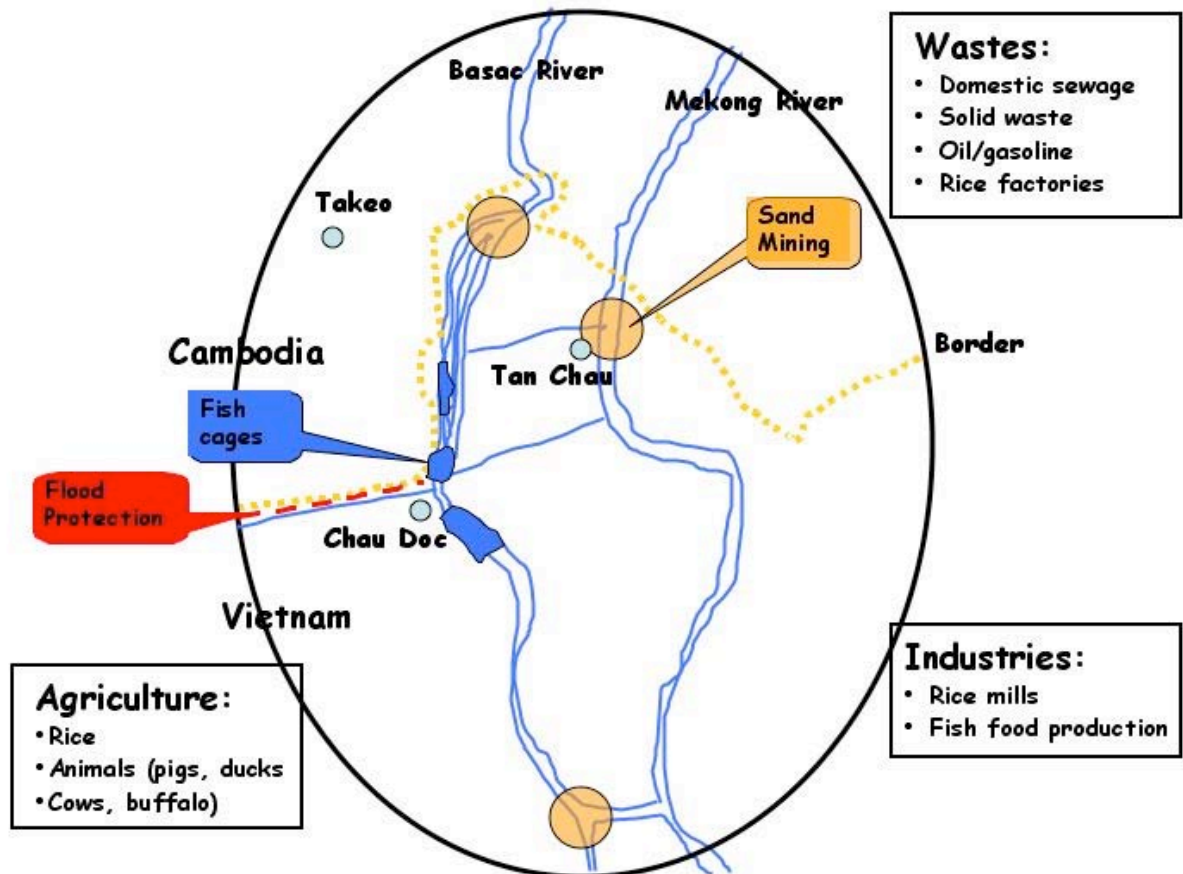 Wastes:
• Domestic sewage
• Solid waste
• Oil/gasoline
• Rice factories
Basac River
Mekong River
Takeo
Sand
Mining
Cambodia
Tan Chau
Border
Fish
cages
Flood
Protection
Chau Doc
Vietnam
Agriculture:
• Rice
• Animals (pigs, ducks
• Cows, buffalo)
Industries:
• Rice mills
• Fish food production